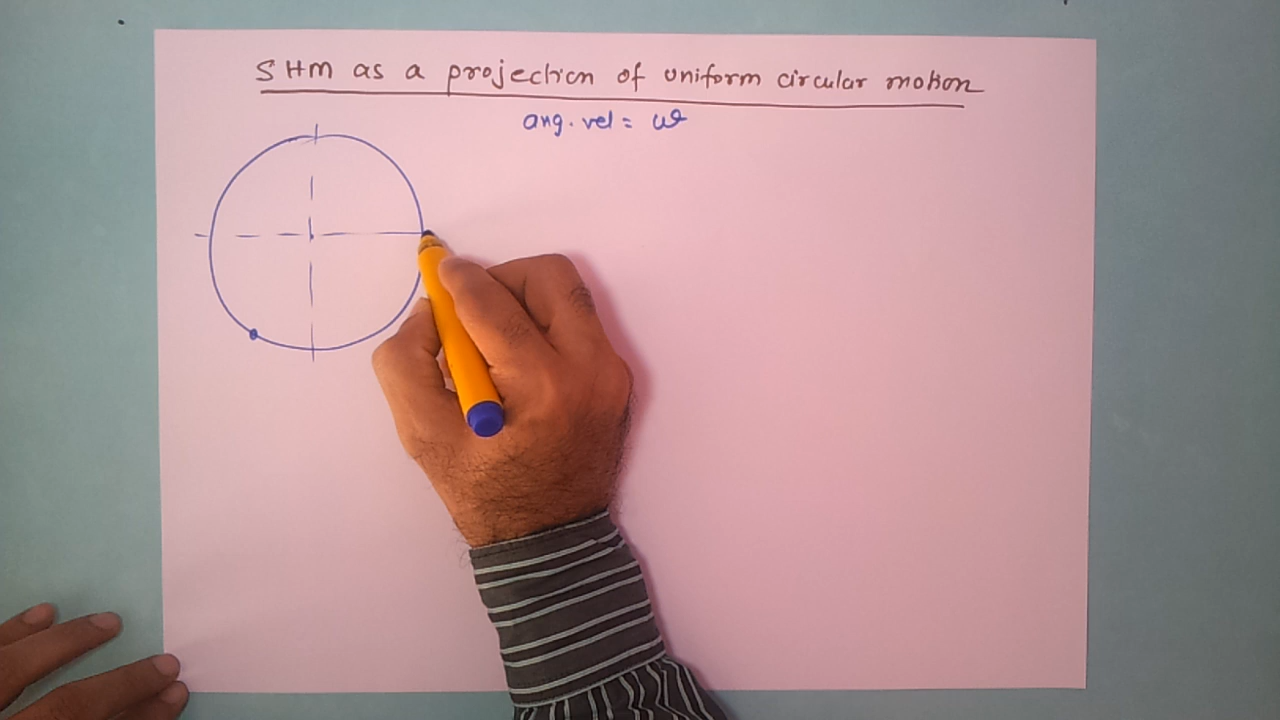 SHM as a projection of uniform circular motion
ang. vel = ω